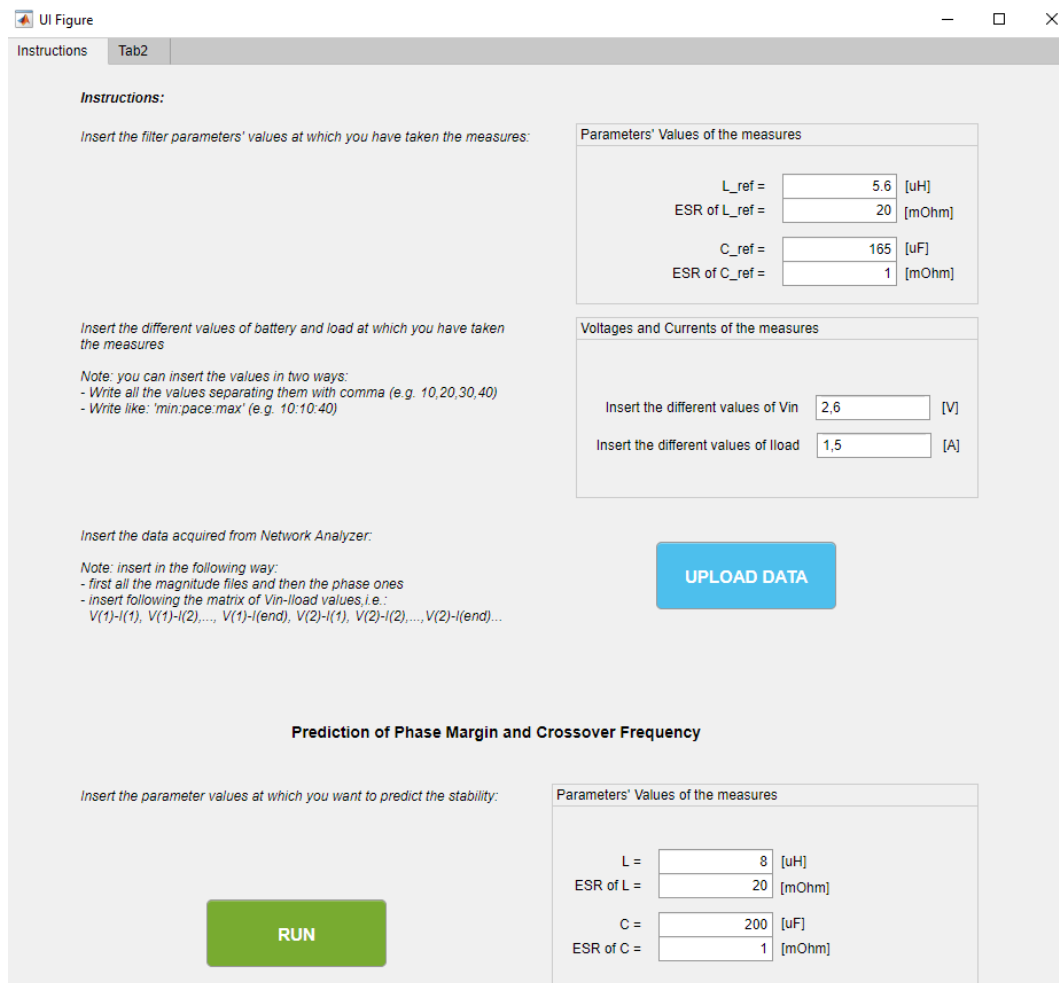 UI Figure
Instructions Tab2
Instructions:
Insert the filter parameters' values at which you have taken the measures:
Parameters' Values of the measures
L_ref = 5.6 [uH]
ESR of L_ref = 20 [mOhm]
C_ref = 165 [uF]
ESR of C_ref = 1 [mOhm]
Insert the different values of battery and load at which you have taken
the measures
Note: you can insert the values in two ways:
- Write all the values separating them with comma (e.g. 10,20,30,40)
- Write like: 'min:pace:max' (e.g. 10:10:40)
Voltages and Currents of the measures
Insert the different values of Vin 2,6 [V]
Insert the different values of Iload 1,5 [A]
Insert the data acquired from Network Analyzer:
Note: insert in the following way:
- first all the magnitude files and then the phase ones
- insert following the matrix of Vin-Iload values,i.e.:
V(1)-I(1), V(1)-I(2),..., V(1)-I(end), V(2)-I(1), V(2)-I(2),...,V(2)-I(end)...
UPLOAD DATA
Prediction of Phase Margin and Crossover Frequency
Insert the parameter values at which you want to predict the stability:
Parameters' Values of the measures
L = 8 [uH]
ESR of L = 20 [mOhm]
C = 200 [uF]
ESR of C = 1 [mOhm]
RUN